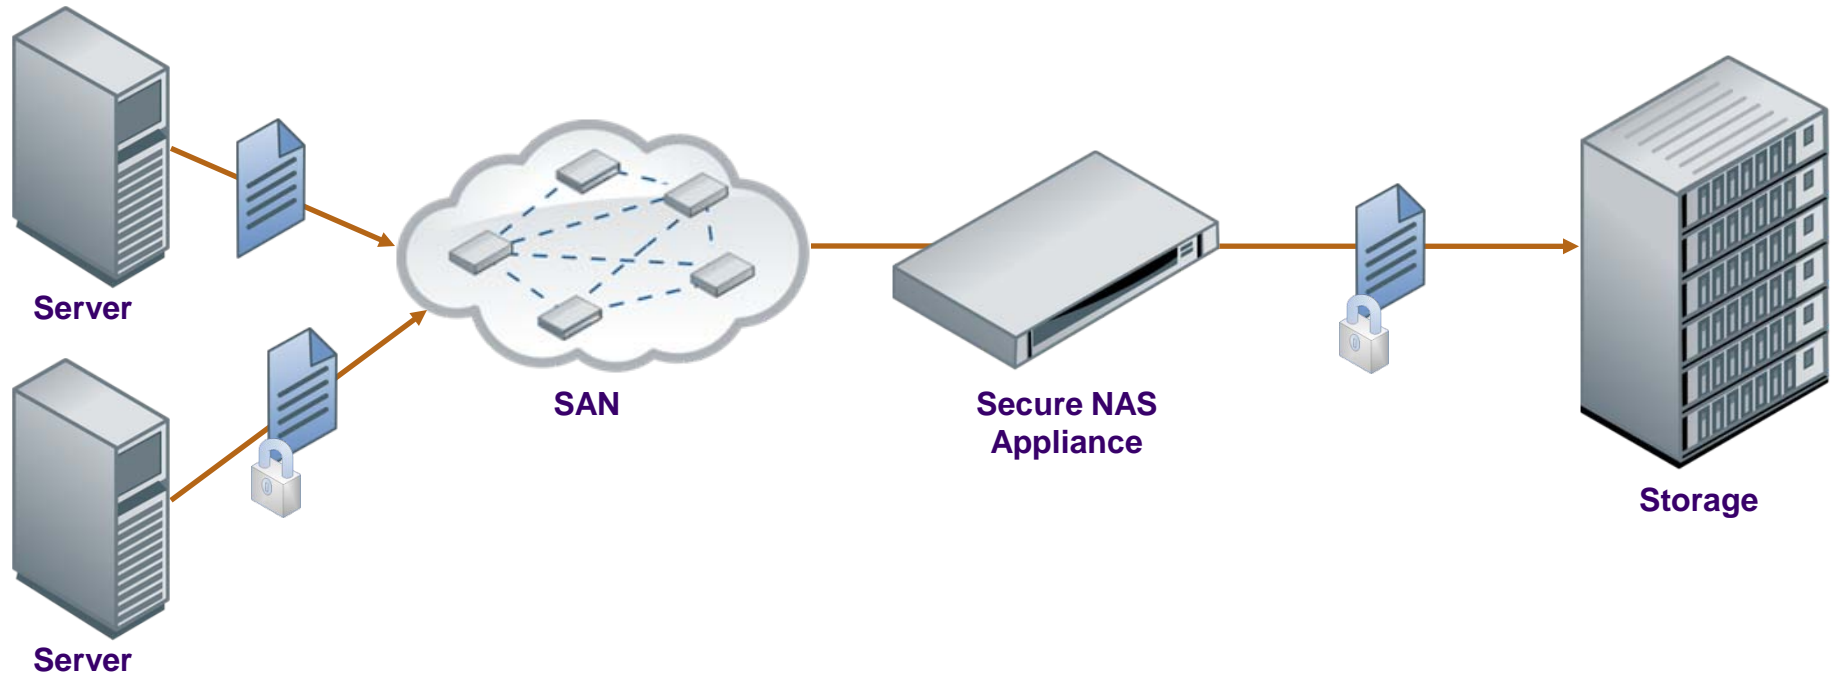 Server
SAN
Secure NAS
Appliance
Storage
Server